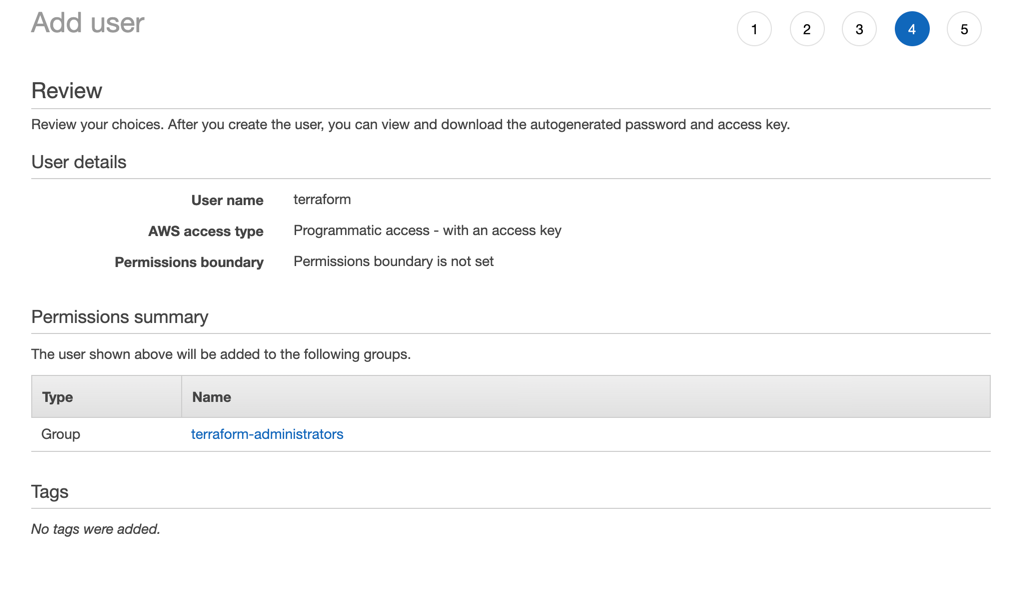 Add user
1 2 3 4 5
Review
Review your choices. After you create the user, you can view and download the autogenerated password and access key.
User details
User name terraform
AWS access type Programmatic access - with an access key
Permissions boundary Permissions boundary is not set
Permissions summary
The user shown above will be added to the following groups.
Type Name
Group terraform-administrators
Tags
No tags were added.